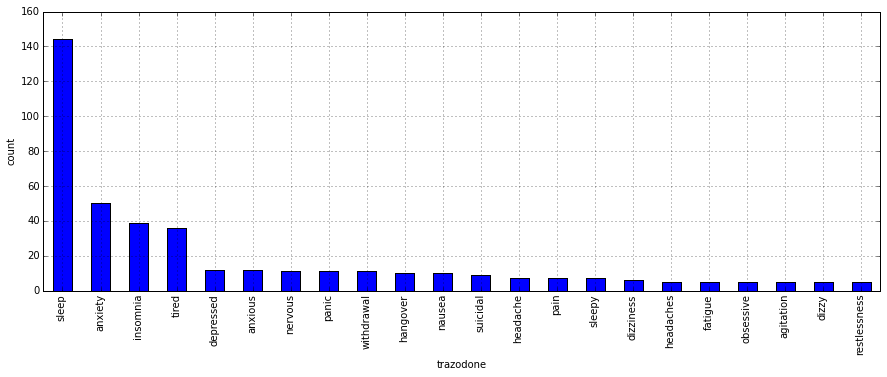 160
140
120
100
80
60
40
20
0
count
sleep
anxiety
insomnia
tired
depressed
anxious
nervous
panic
withdrawal
hangover
nausea
suicidal
headache
pain
sleepy
dizziness
headaches
fatigue
obsessive
agitation
dizzy
restlessness
trazodone